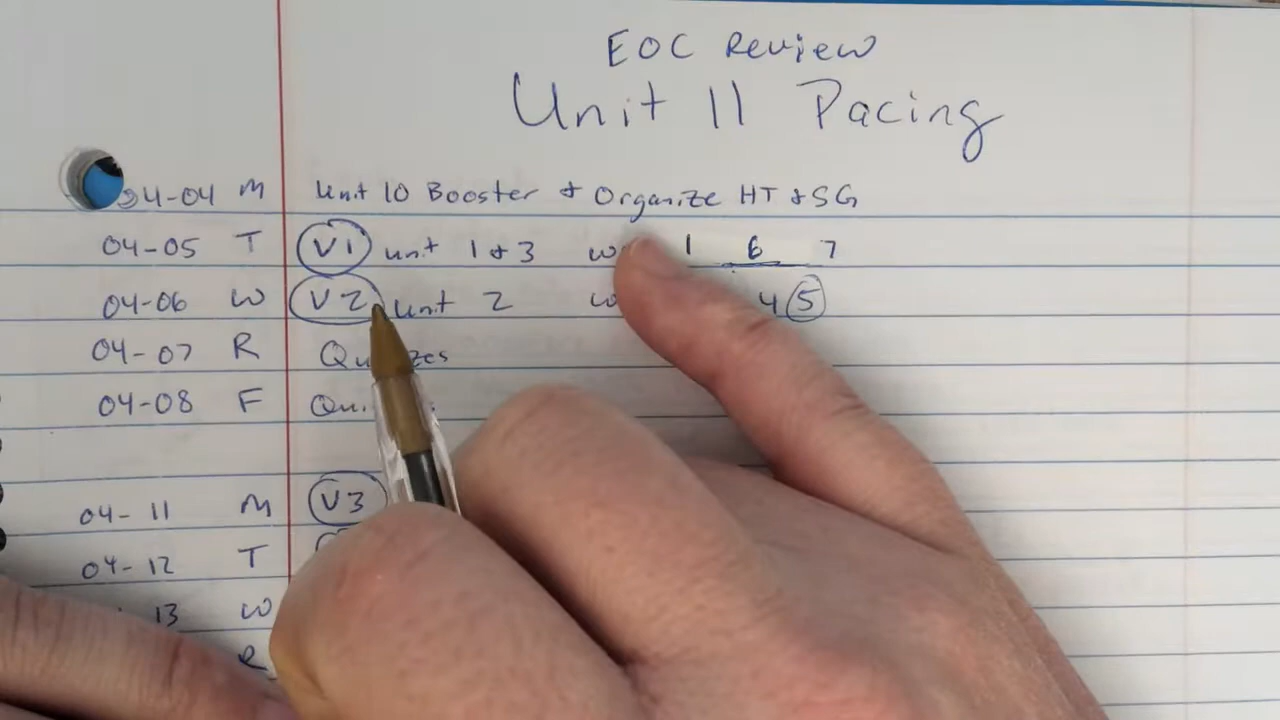 EOC Review
Unit 11 Pacing
04-04 M Unit 10 Booster & Organize HT & SG
04-05 T V1 unit 1 & 3 1 6 7
04-06 W V2 unit 2 4 5
04-07 R
04-08 F
04-11 M V3
04-12 T
13 W
R